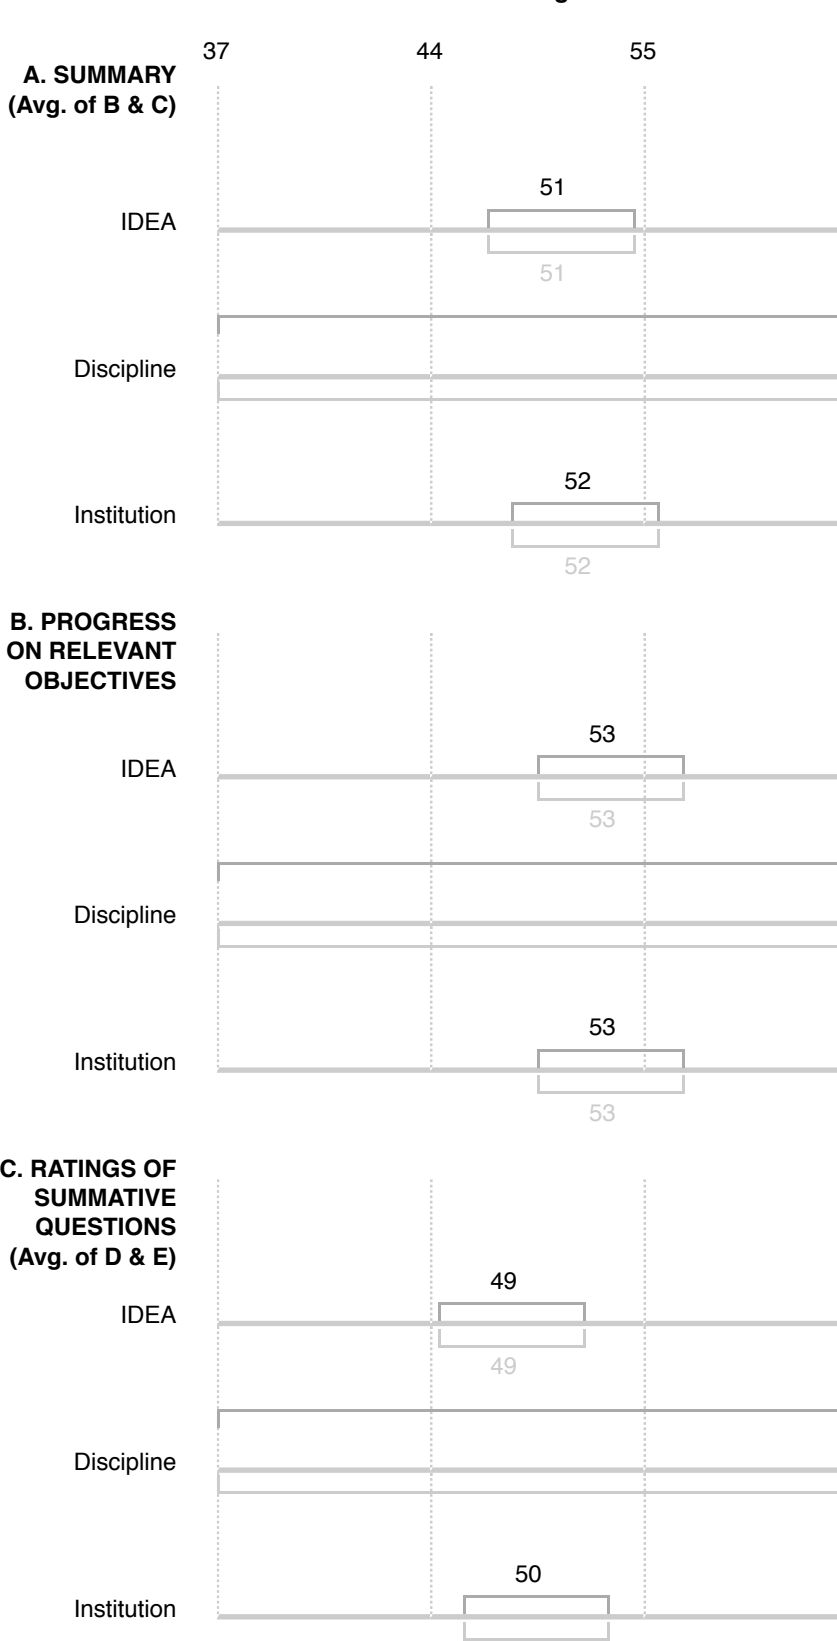 37 44 55
A. SUMMARY
(Avg. of B & C)
51
IDEA
51
Discipline
52
Institution
52
B. PROGRESS
ON RELEVANT
OBJECTIVES
53
IDEA
53
Discipline
53
Institution
53
C. RATINGS OF
SUMMATIVE
QUESTIONS
(Avg. of D & E)
49
IDEA
49
Discipline
50
Institution